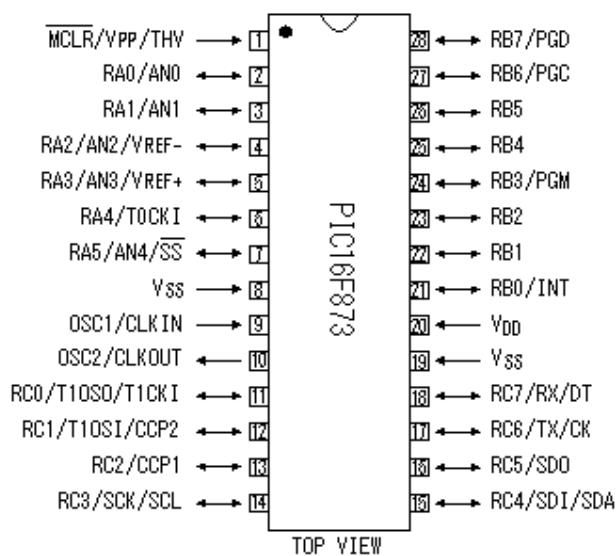 MCLR/VPP/THV 1 28 RB7/PGD
RA0/AN0 2 27 RB6/PGC
RA1/AN1 3 26 RB5
RA2/AN2/VREF- 4 25 RB4
RA3/AN3/VREF+ 5 24 RB3/PGM
RA4/T0CKI 6 23 RB2
RA5/AN4/SS 7 22 RB1
VSS 8 21 RB0/INT
OSC1/CLKIN 9 20 VDD
OSC2/CLKOUT 10 19 VSS
RC0/T1OSO/T1CKI 11 18 RC7/RX/DT
RC1/T1OSI/CCP2 12 17 RC6/TX/CK
RC2/CCP1 13 16 RC5/SDO
RC3/SCK/SCL 14 15 RC4/SDI/SDA
PIC16F873
TOP VIEW